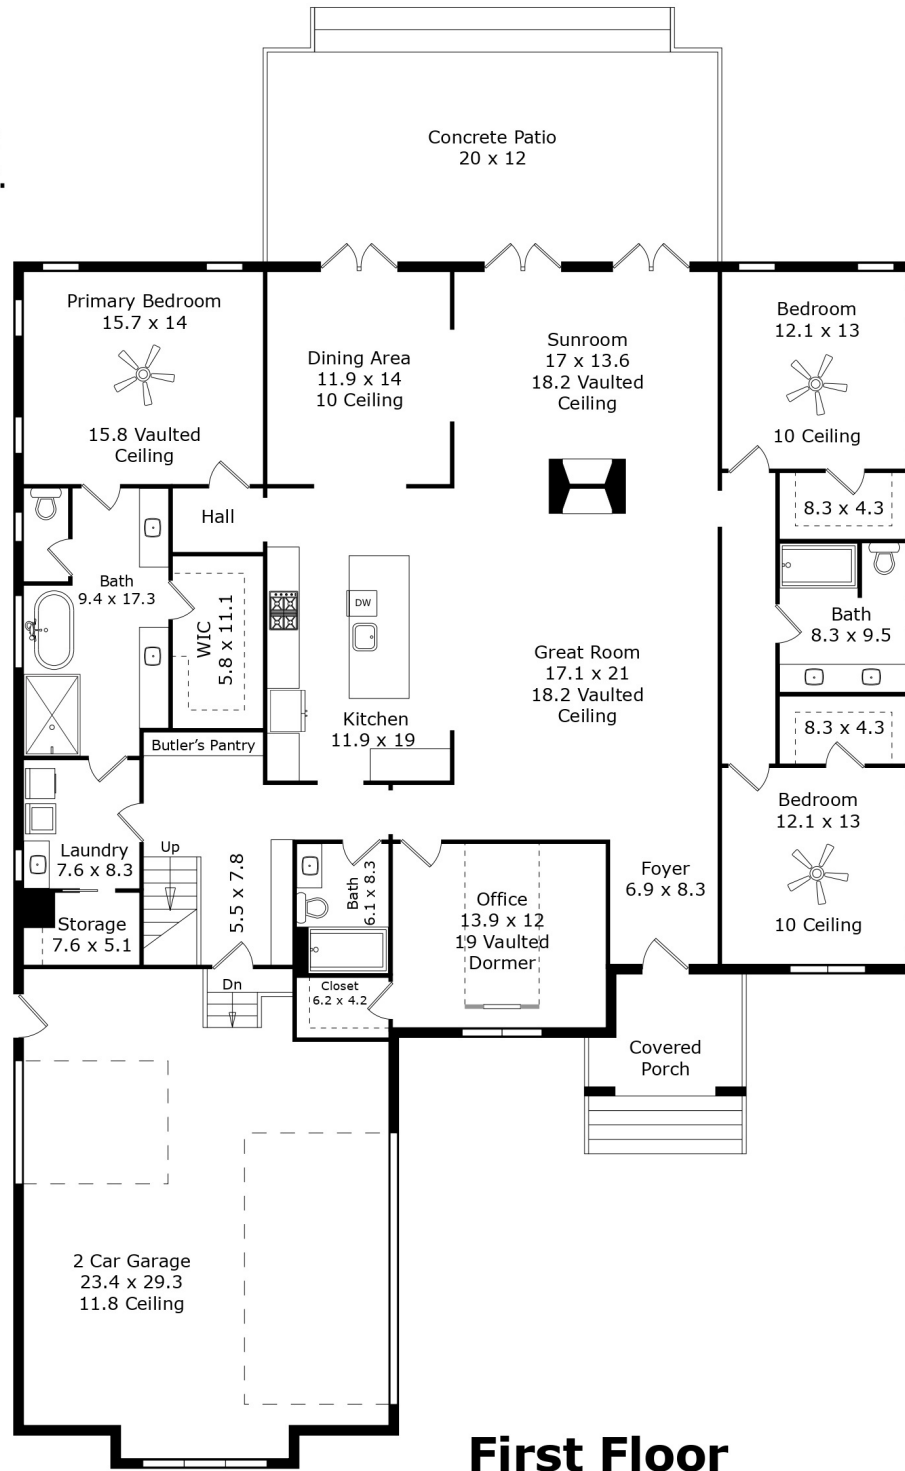 Concrete Patio
20 x 12
Primary Bedroom
15.7 x 14
15.8 Vaulted
Ceiling
Dining Area
11.9 x 14
10 Ceiling
Sunroom
17 x 13.6
18.2 Vaulted
Ceiling
Bedroom
12.1 x 13
10 Ceiling
8.3 x 4.3
Hall
Bath
9.4 x 17.3
WIC
5.8 x 11.1
DW
Kitchen
11.9 x 19
Great Room
17.1 x 21
18.2 Vaulted
Ceiling
Bath
8.3 x 9.5
8.3 x 4.3
Bedroom
12.1 x 13
10 Ceiling
Butler's Pantry
Laundry
7.6 x 8.3
Up
5.5 x 7.8
Storage
7.6 x 5.1
Bath
6.1 x 8.3
Office
13.9 x 12
19 Vaulted
Dormer
Foyer
6.9 x 8.3
Dn
Closet
6.2 x 4.2
Covered
Porch
2 Car Garage
23.4 x 29.3
11.8 Ceiling
First Floor